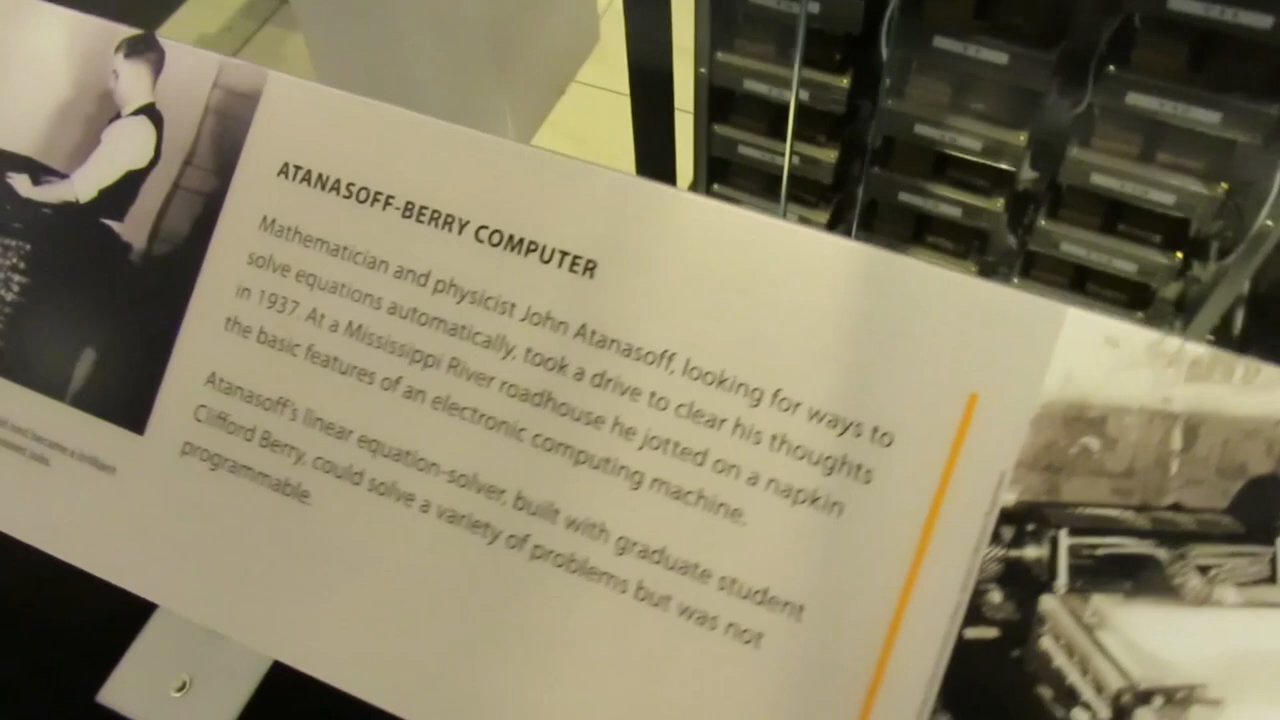 ATANASOFF-BERRY COMPUTER
Mathematician and physicist John Atanasoff, looking for ways to
solve equations automatically, took a drive to clear his thoughts
in 1937. At a Mississippi River roadhouse he jotted on a napkin
the basic features of an electronic computing machine.
Atanasoff's linear equation-solver, built with graduate student
Clifford Berry, could solve a variety of problems but was not
programmable.